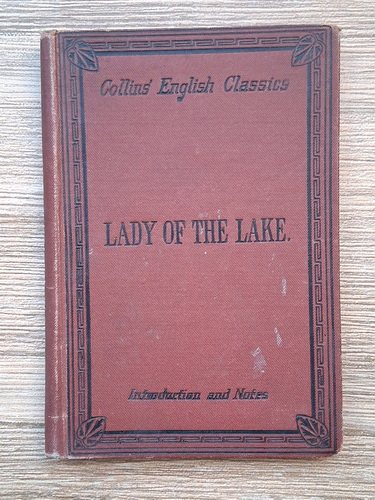 Collins' English Classics
LADY OF THE LAKE.
Introduction and Notes